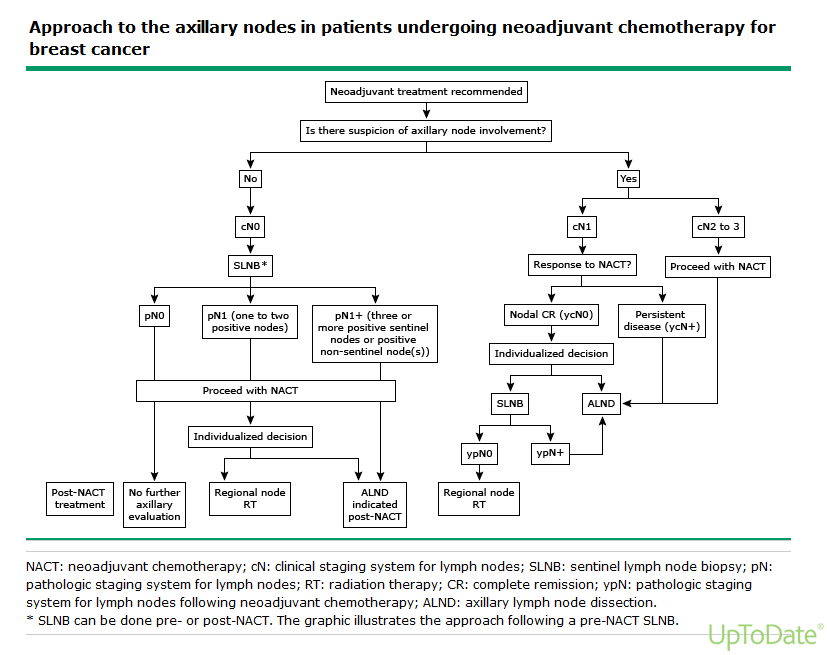 Approach to the axillary nodes in patients undergoing neoadjuvant chemotherapy for
breast cancer
Neoadjuvant treatment recommended
Is there suspicion of axillary node involvement?
No
Yes
cN0
cN1
cN2 to 3
SLNB*
Response to NACT?
Proceed with NACT
pN0
pN1 (one to two
positive nodes)
pN1+ (three or
more positive sentinel
nodes or positive
non-sentinel node(s))
Nodal CR (ycN0)
Persistent
disease (ycN+)
Individualized decision
Proceed with NACT
SLNB
ALND
Individualized decision
ypN0
ypN+
Post-NACT
treatment
No further
axillary
evaluation
Regional node
RT
ALND
indicated
post-NACT
Regional node
RT
NACT: neoadjuvant chemotherapy; cN: clinical staging system for lymph nodes; SLNB: sentinel lymph node biopsy; pN:
pathologic staging system for lymph nodes; RT: radiation therapy; CR: complete remission; ypN: pathologic staging
system for lymph nodes following neoadjuvant chemotherapy; ALND: axillary lymph node dissection.
* SLNB can be done pre- or post-NACT. The graphic illustrates the approach following a pre-NACT SLNB.
UpToDate®